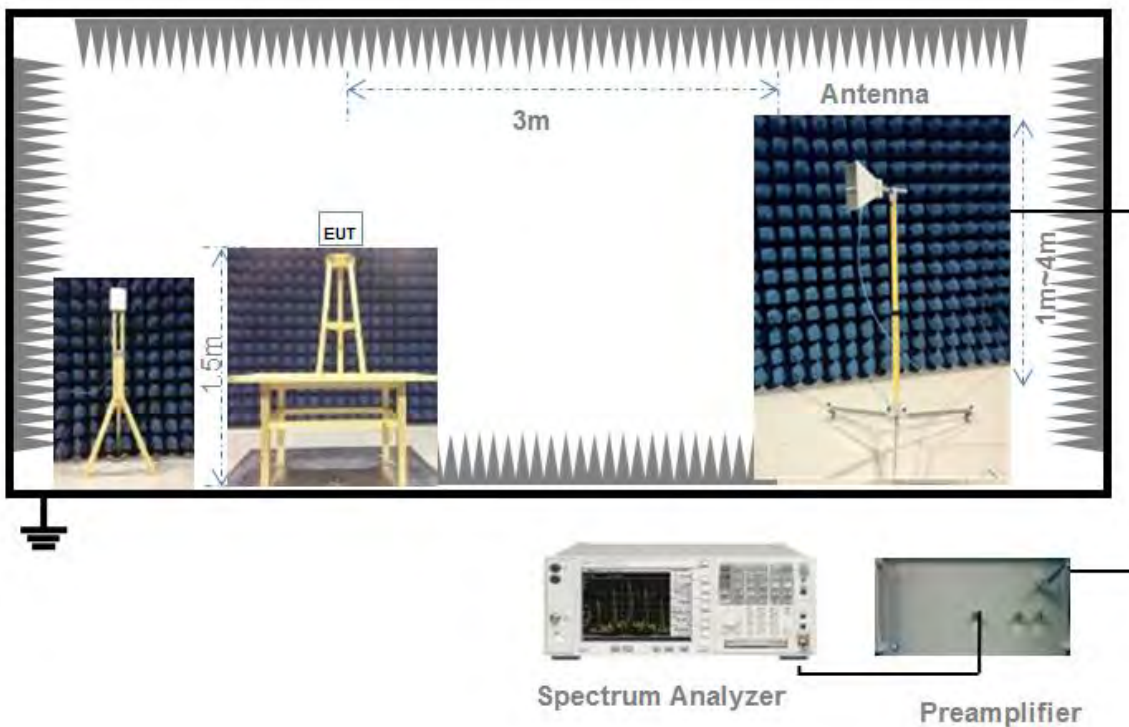 Antenna
3m
EUT
1.5m
1m~4m
Spectrum Analyzer
Preamplifier